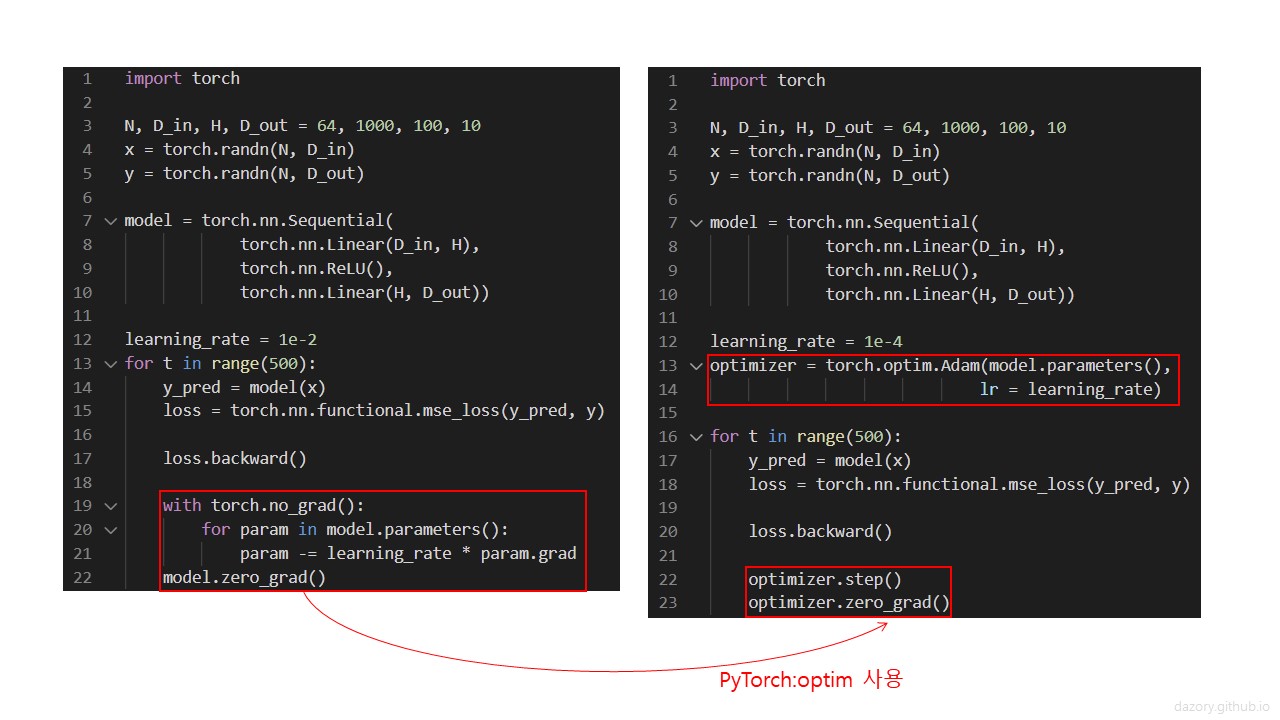 1 import torch
2
3 N, D_in, H, D_out = 64, 1000, 100, 10
4 x = torch.randn(N, D_in)
5 y = torch.randn(N, D_out)
6
7 model = torch.nn.Sequential(
8 torch.nn.Linear(D_in, H),
9 torch.nn.ReLU(),
10 torch.nn.Linear(H, D_out))
11
12 learning_rate = 1e-2
13 for t in range(500):
14 y_pred = model(x)
15 loss = torch.nn.functional.mse_loss(y_pred, y)
16
17 loss.backward()
18
19 with torch.no_grad():
20 for param in model.parameters():
21 param -= learning_rate * param.grad
22 model.zero_grad()
1 import torch
2
3 N, D_in, H, D_out = 64, 1000, 100, 10
4 x = torch.randn(N, D_in)
5 y = torch.randn(N, D_out)
6
7 model = torch.nn.Sequential(
8 torch.nn.Linear(D_in, H),
9 torch.nn.ReLU(),
10 torch.nn.Linear(H, D_out))
11
12 learning_rate = 1e-4
13 optimizer = torch.optim.Adam(model.parameters(),
14 lr = learning_rate)
15
16 for t in range(500):
17 y_pred = model(x)
18 loss = torch.nn.functional.mse_loss(y_pred, y)
19
20 loss.backward()
21
22 optimizer.step()
23 optimizer.zero_grad()
PyTorch:optim 사용
dazory.github.io